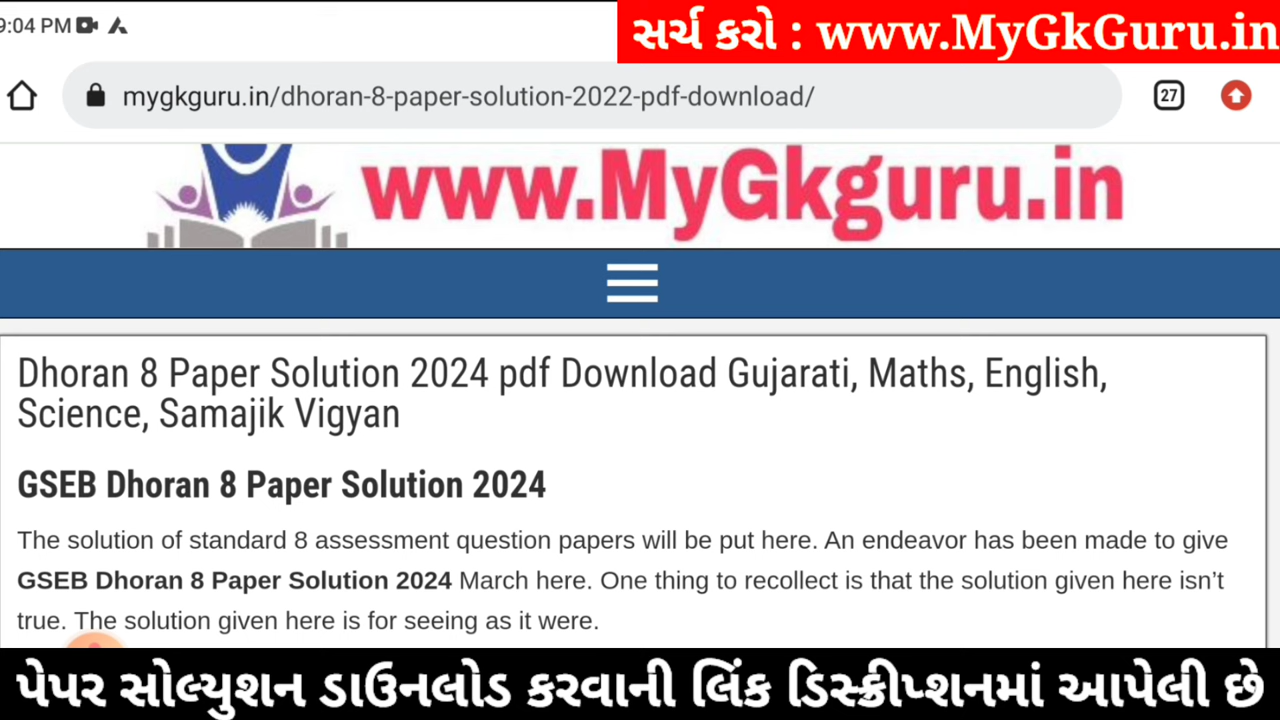 9:04 PM
સર્ચ કરો : www.MyGkGuru.in
mygkguru.in/dhoran-8-paper-solution-2022-pdf-download/
27
www.MyGkguru.in
Dhoran 8 Paper Solution 2024 pdf Download Gujarati, Maths, English,
Science, Samajik Vigyan
GSEB Dhoran 8 Paper Solution 2024
The solution of standard 8 assessment question papers will be put here. An endeavor has been made to give
GSEB Dhoran 8 Paper Solution 2024 March here. One thing to recollect is that the solution given here isn’t
true. The solution given here is for seeing as it were.
પેપર સોલ્યુશન ડાઉનલોડ કરવાની લિંક ડિસ્ક્રીપ્શનમાં આપેલી છે